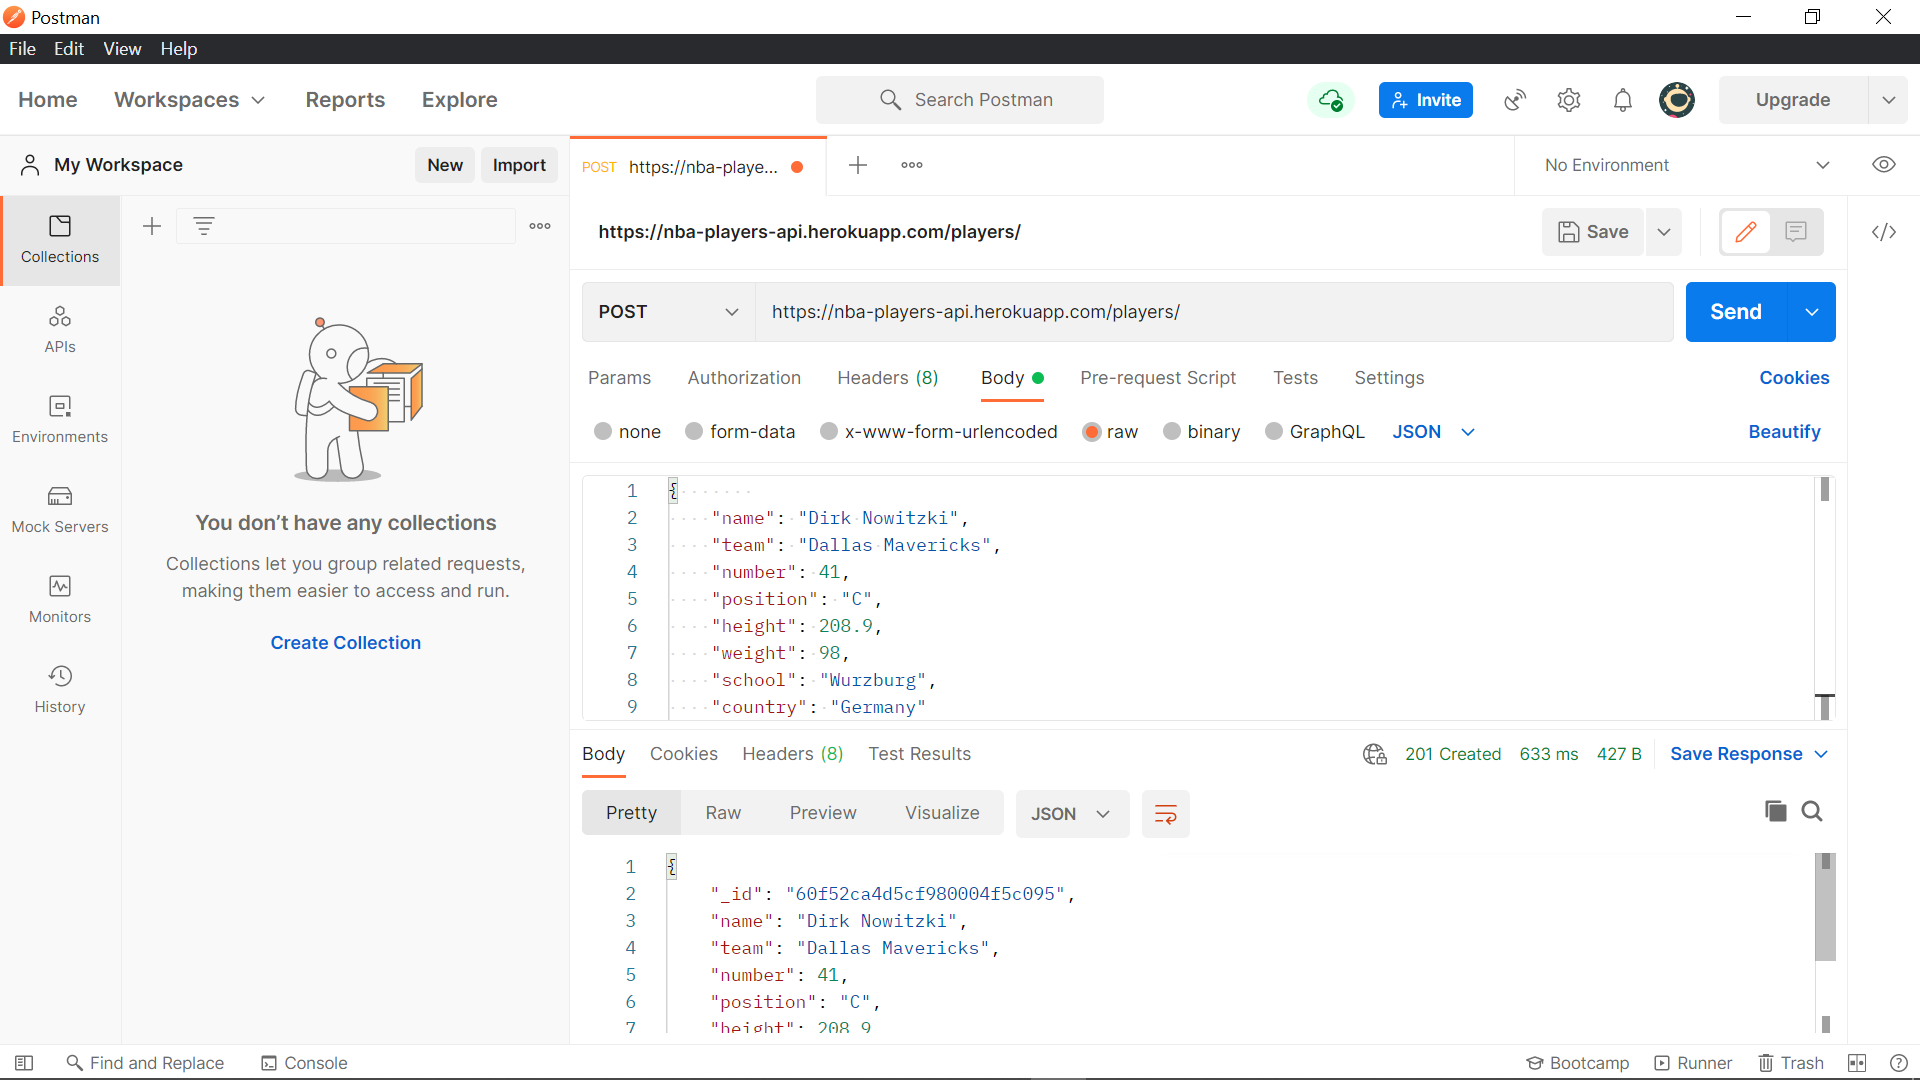 Postman
File Edit View Help
Home Workspaces Reports Explore
Search Postman
Invite
Upgrade
My Workspace
New Import
POST https://nba-playe...
No Environment
Collections
APIs
Environments
Mock Servers
Monitors
History
You don’t have any collections
Collections let you group related requests,
making them easier to access and run.
Create Collection
https://nba-players-api.herokuapp.com/players/
Save
POST https://nba-players-api.herokuapp.com/players/
Send
Params Authorization Headers (8) Body Pre-request Script Tests Settings Cookies
none form-data x-www-form-urlencoded raw binary GraphQL JSON Beautify
1 {
2 "name": "Dirk Nowitzki",
3 "team": "Dallas Mavericks",
4 "number": 41,
5 "position": "C",
6 "height": 208.9,
7 "weight": 98,
8 "school": "Wurzburg",
9 "country": "Germany"
Body Cookies Headers (8) Test Results 201 Created 633 ms 427 B Save Response
Pretty Raw Preview Visualize JSON
1 {
2 "_id": "60f52ca4d5cf980004f5c095",
3 "name": "Dirk Nowitzki",
4 "team": "Dallas Mavericks",
5 "number": 41,
6 "position": "C",
7 "height": 208.9
Find and Replace Console Bootcamp Runner Trash